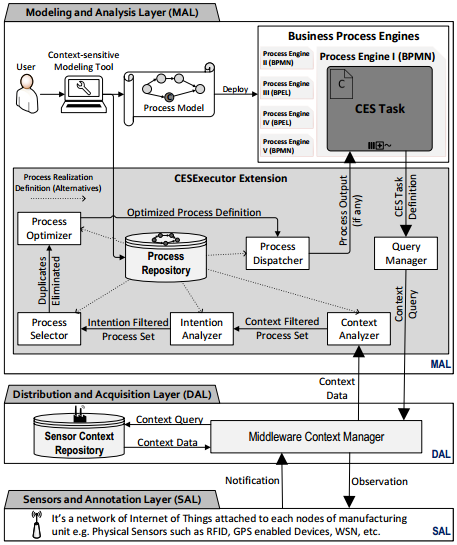 Modeling and Analysis Layer (MAL)
User
Context-sensitive
Modeling Tool
Process Model
C
Deploy
Business Process Engines
Process Engine
II (BPMN)
Process Engine
III (BPEL)
Process Engine
IV (BPEL)
Process Engine
V (BPMN)
Process Engine I (BPMN)
C
CES Task
Process Realization
Definition (Alternatives)
CESExecutor Extension
Process Output
(if any)
CES Task
Definition
Process
Optimizer
Optimized Process Definition
Process
Repository
Process
Dispatcher
Query
Manager
Duplicates
Eliminated
Context
Query
Process
Selector
Intention Filtered
Process Set
Intention
Analyzer
Context Filtered
Process Set
Context
Analyzer
MAL
Context
Data
Distribution and Acquisition Layer (DAL)
Sensor Context
Repository
Context Query
Context Data
Middleware Context Manager
DAL
Notification
Observation
Sensors and Annotation Layer (SAL)
It's a network of Internet of Things attached to each nodes of manufacturing
unit e.g. Physical Sensors such as RFID, GPS enabled Devices, WSN, etc.
SAL